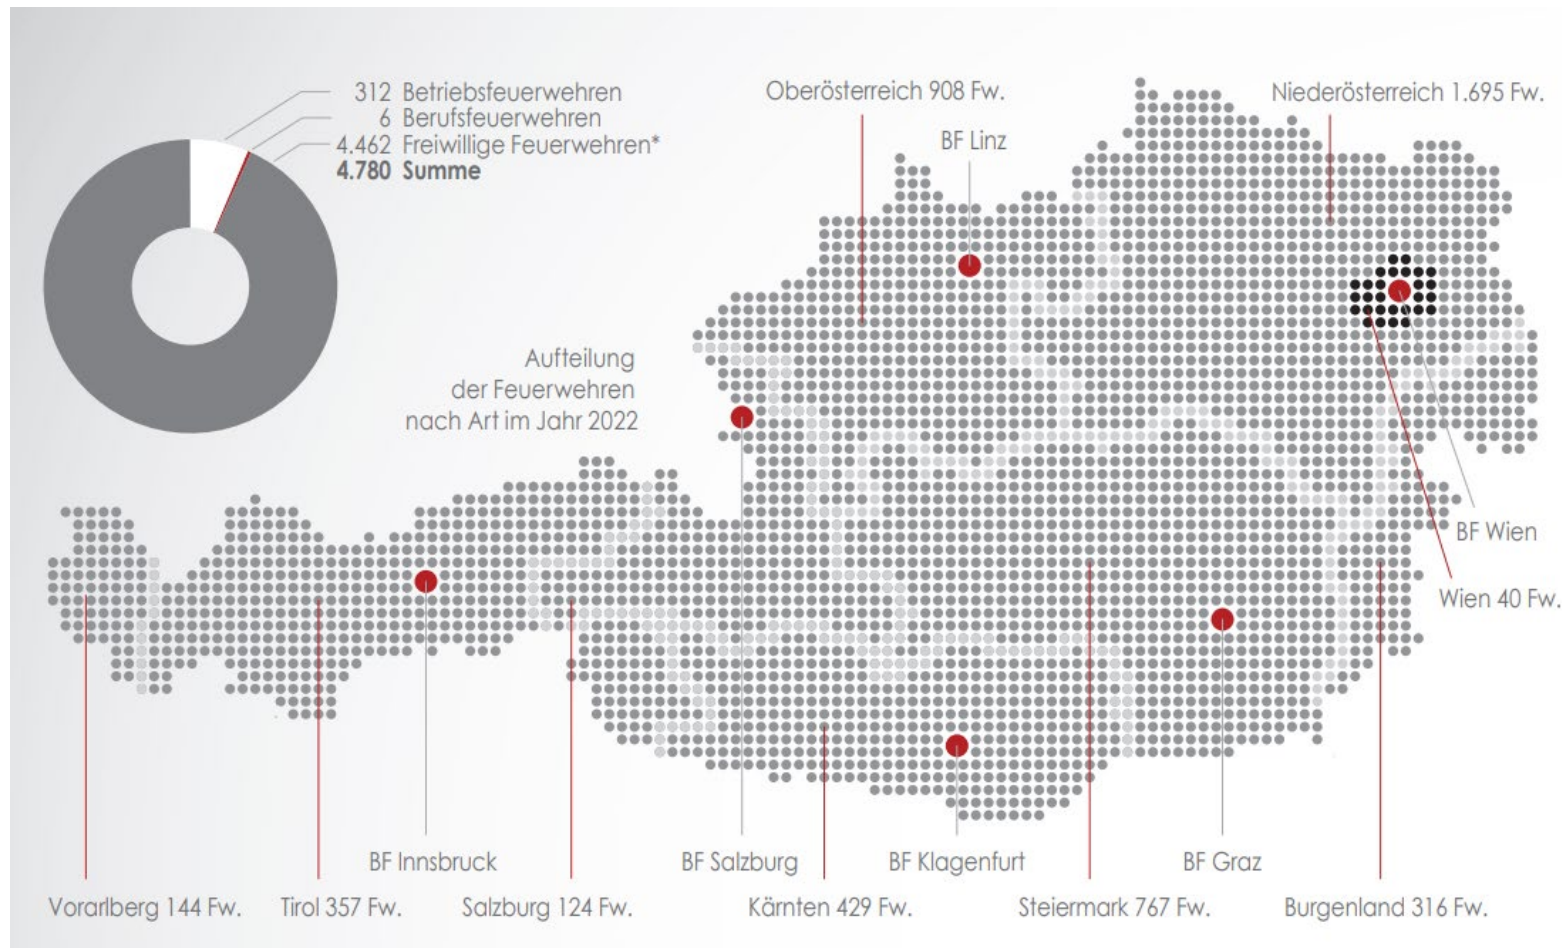 312 Betriebsfeuerwehren
6 Berufsfeuerwehren
4.462 Freiwillige Feuerwehren*
4.780 Summe
Oberösterreich 908 Fw.
Niederösterreich 1.695 Fw.
BF Linz
Aufteilung
der Feuerwehren
nach Art im Jahr 2022
BF Wien
Wien 40 Fw.
BF Innsbruck
BF Salzburg
BF Klagenfurt
BF Graz
Vorarlberg 144 Fw.
Tirol 357 Fw.
Salzburg 124 Fw.
Kärnten 429 Fw.
Steiermark 767 Fw.
Burgenland 316 Fw.